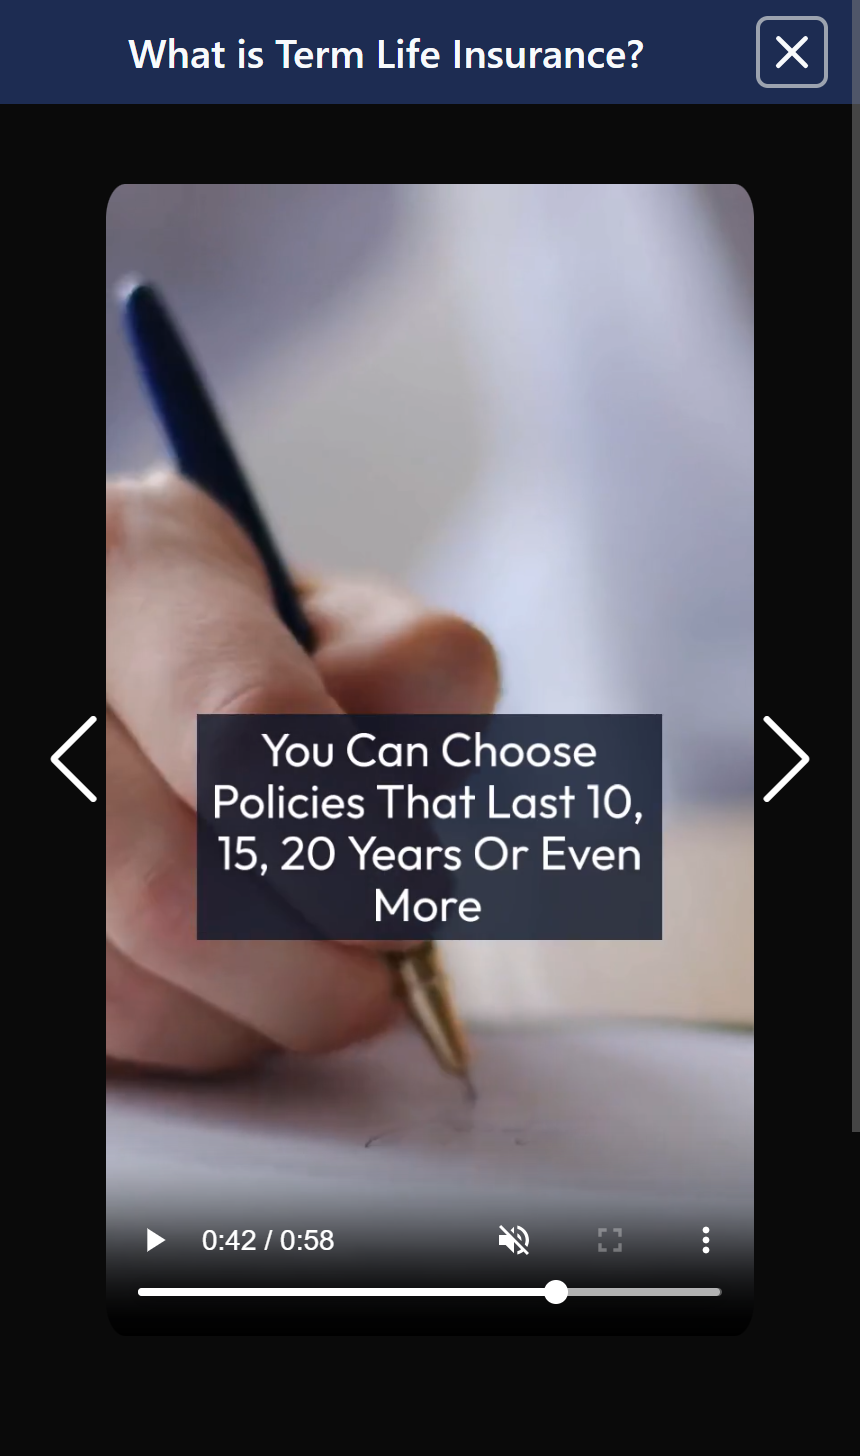 What is Term Life Insurance?
You Can Choose
Policies That Last 10,
15, 20 Years Or Even
More
0:42 / 0:58